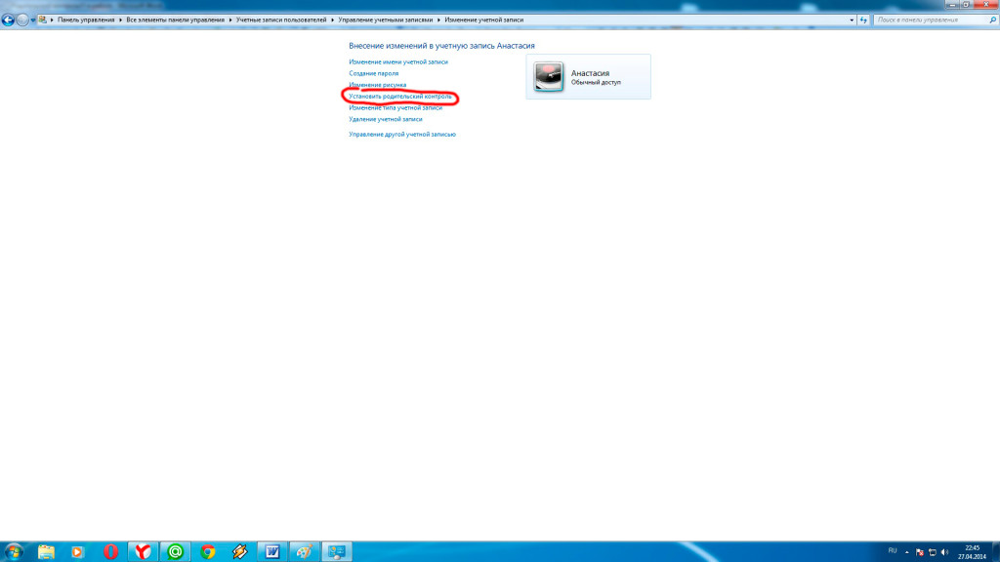 Панель управления ▸ Все элементы панели управления ▸ Учетные записи пользователей ▸ Управление учетными записями ▸ Изменение учетной записи
Поиск в панели управления
Внесение изменений в учетную запись Анастасия
Изменение имени учетной записи
Создание пароля
Изменение рисунка
Установить родительский контроль
Изменение типа учетной записи
Удаление учетной записи
Управление другой учетной записью
Анастасия
Обычный доступ
RU
22:45
27.04.2014